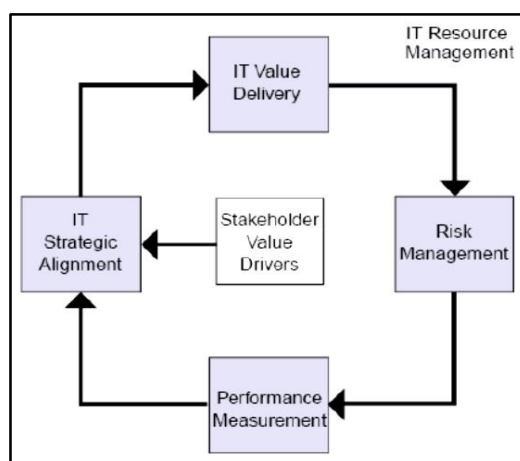 IT Resource
Management
IT Value
Delivery
IT
Strategic
Alignment
Stakeholder
Value
Drivers
Risk
Management
Performance
Measurement